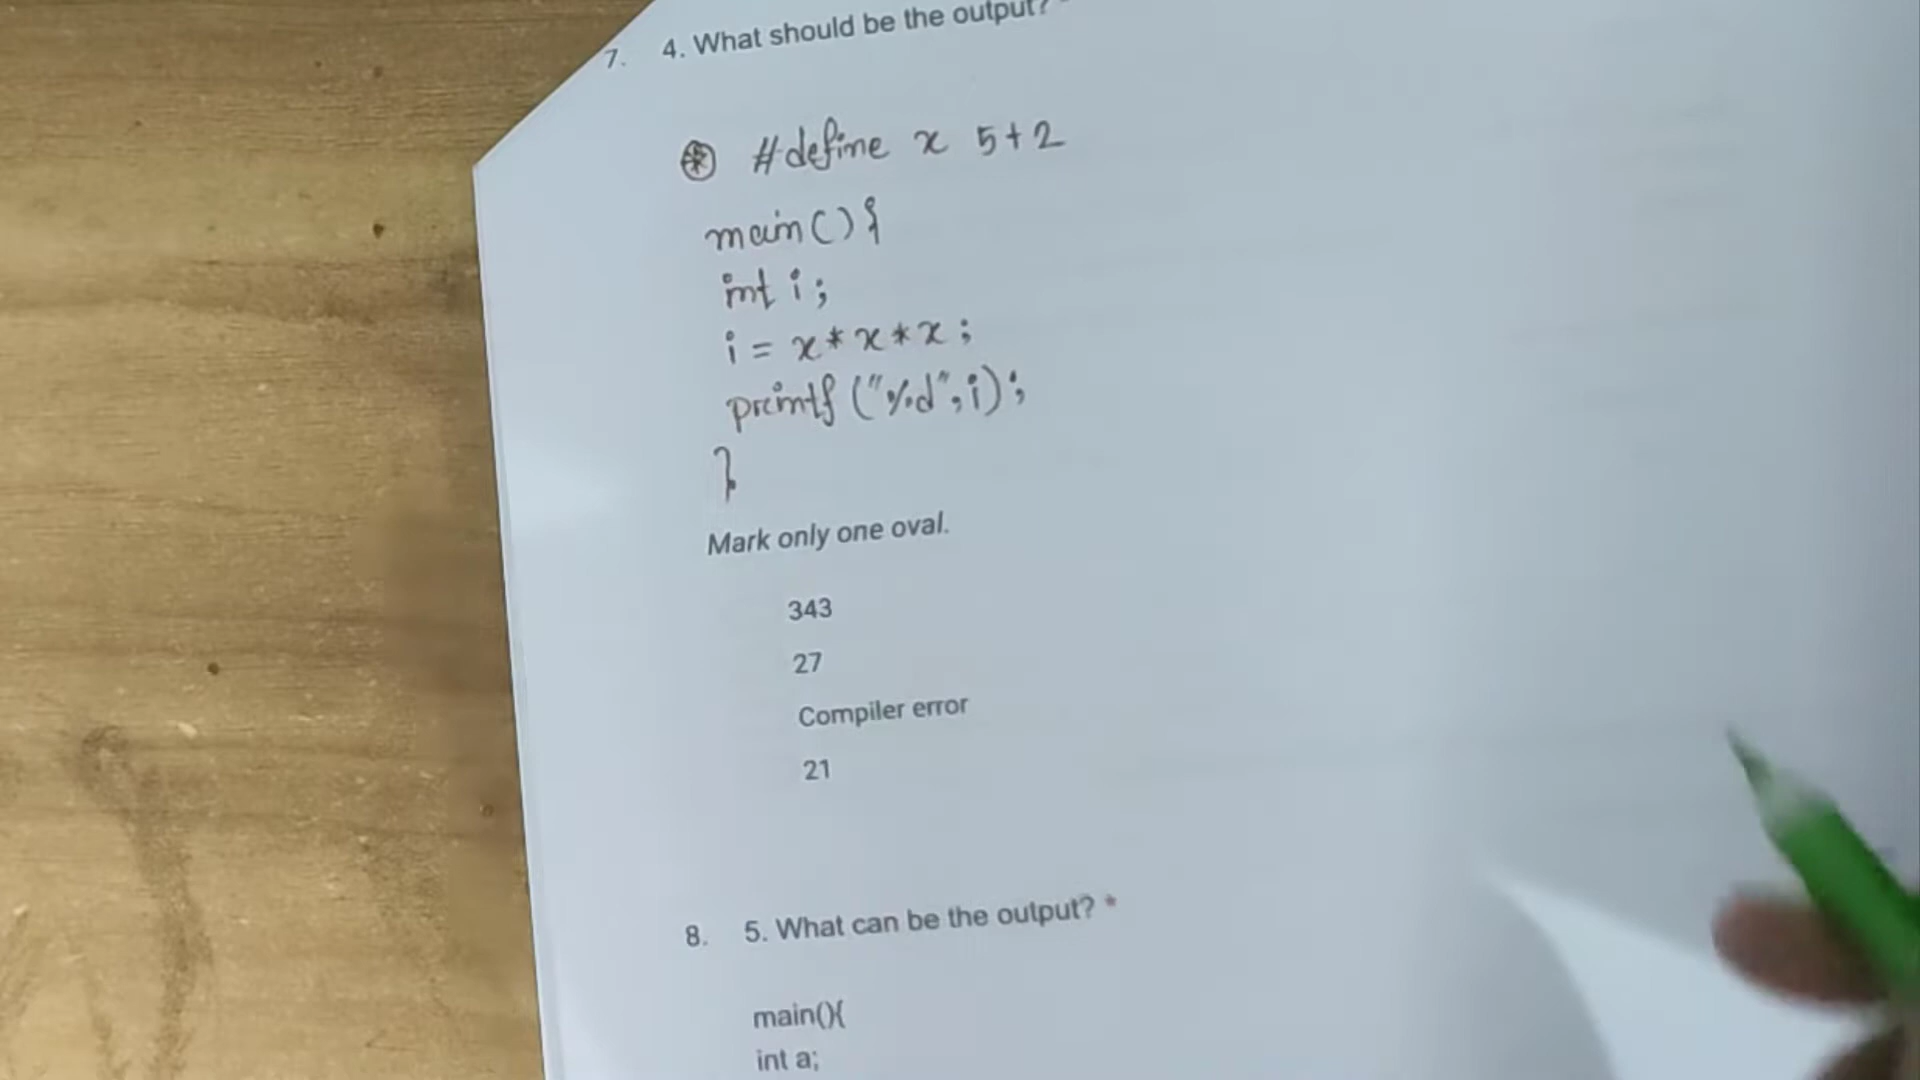 7. 4. What should be the output? *
⊛ #define x 5+2
main(){
int i;
i = x*x*x;
printf ("%d",i);
}
Mark only one oval.
343
27
Compiler error
21
8. 5. What can be the output? *
main(){
int a;